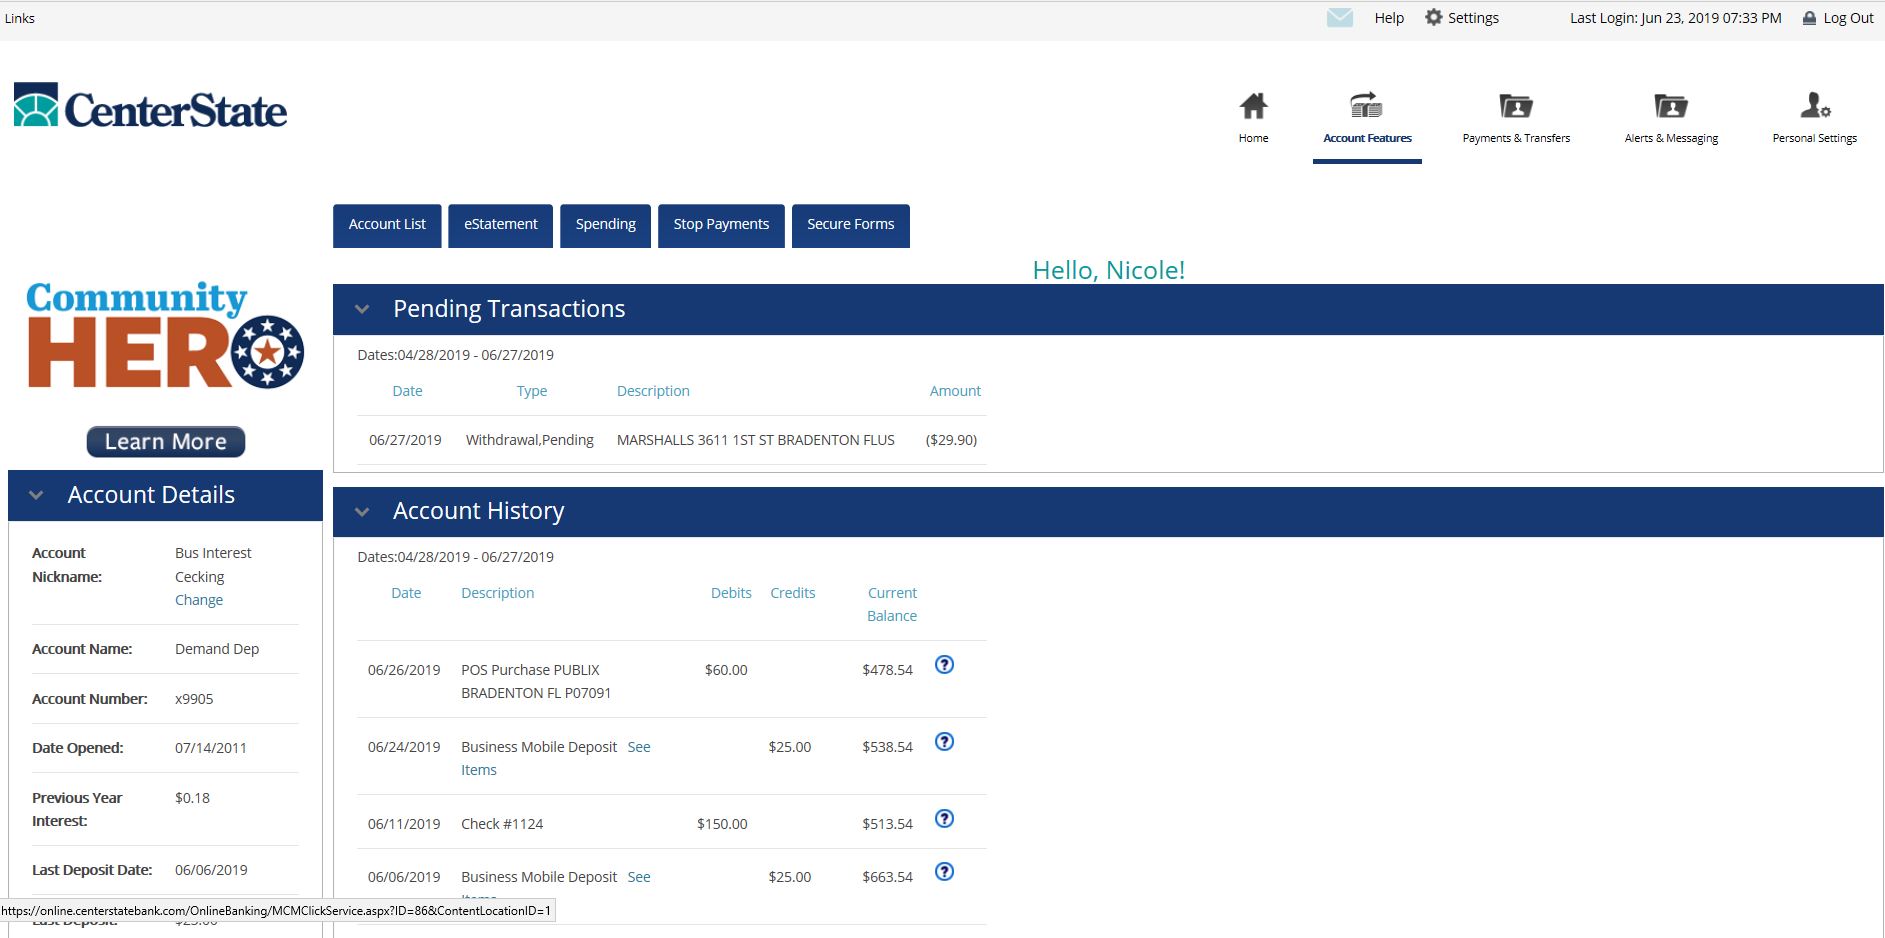 Links
Help
Settings
Last Login: Jun 23, 2019 07:33 PM
Log Out
CenterState
Home
Account Features
Payments & Transfers
Alerts & Messaging
Personal Settings
Account List
eStatement
Spending
Stop Payments
Secure Forms
Hello, Nicole!
Community
HERO
Learn More
Account Details
Account Nickname:
Bus Interest
Cecking
Change
Account Name: Demand Dep
Account Number: x9905
Date Opened: 07/14/2011
Previous Year Interest: $0.18
Last Deposit Date: 06/06/2019
Last Deposit: $25.00
https://online.centerstatebank.com/OnlineBanking/MCMClickService.aspx?ID=86&ContentLocationID=1
Pending Transactions
Dates:04/28/2019 - 06/27/2019
Date Type Description Amount
06/27/2019 Withdrawal,Pending MARSHALLS 3611 1ST ST BRADENTON FLUS ($29.90)
Account History
Dates:04/28/2019 - 06/27/2019
Date Description Debits Credits Current
Balance
06/26/2019 POS Purchase PUBLIX $60.00 $478.54 ?
BRADENTON FL P07091
06/24/2019 Business Mobile Deposit See $25.00 $538.54 ?
Items
06/11/2019 Check #1124 $150.00 $513.54 ?
06/06/2019 Business Mobile Deposit See $25.00 $663.54 ?
Items